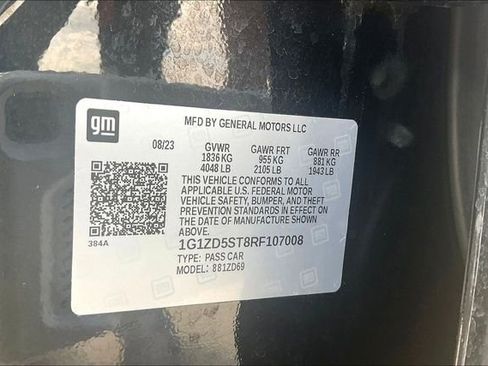 gm
MFD BY GENERAL MOTORS LLC
08/23 GVWR GAWR FRT GAWR RR
1836 KG 955 KG 881 KG
4048 LB 2105 LB 1943 LB
THIS VEHICLE CONFORMS TO ALL
APPLICABLE U.S. FEDERAL MOTOR
VEHICLE SAFETY, BUMPER, AND THEFT
PREVENTION STANDARDS IN EFFECT ON
THE DATE OF MANUFACTURE SHOWN
ABOVE.
384A
1G1ZD5ST8RF107008
TYPE: PASS CAR
MODEL: 881ZD69